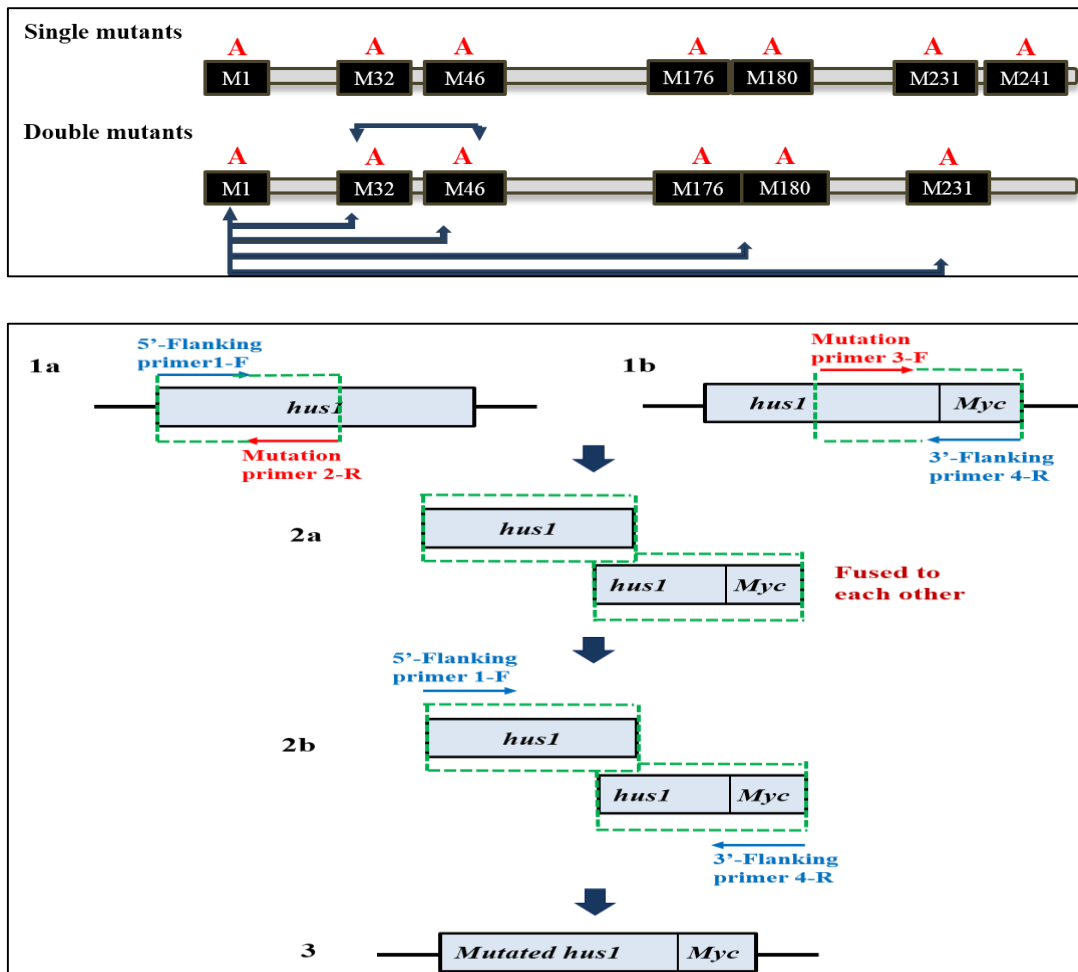 Single mutants
A A A A A A A
M1 M32 M46 M176 M180 M231 M241
Double mutants
A A A A A A
M1 M32 M46 M176 M180 M231
1a
5’-Flanking
primer1-F
hus1
Mutation
primer 2-R
1b
Mutation
primer 3-F
hus1 Myc
3’-Flanking
primer 4-R
2a
hus1
hus1 Myc
Fused to
each other
5’-Flanking
primer 1-F
2b
hus1
hus1 Myc
3’-Flanking
primer 4-R
3
Mutated hus1 Myc